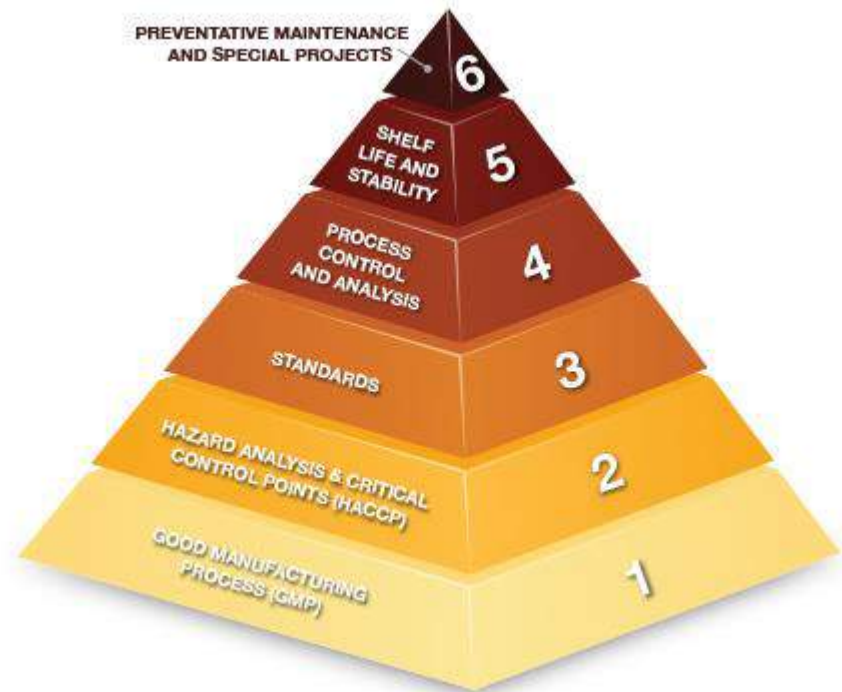 PREVENTATIVE MAINTENANCE
AND SPECIAL PROJECTS
6
SHELF
LIFE AND
STABILITY
5
PROCESS
CONTROL
AND ANALYSIS
4
STANDARDS
3
HAZARD ANALYSIS & CRITICAL
CONTROL POINTS (HACCP)
2
GOOD MANUFACTURING
PROCESS (GMP)
1